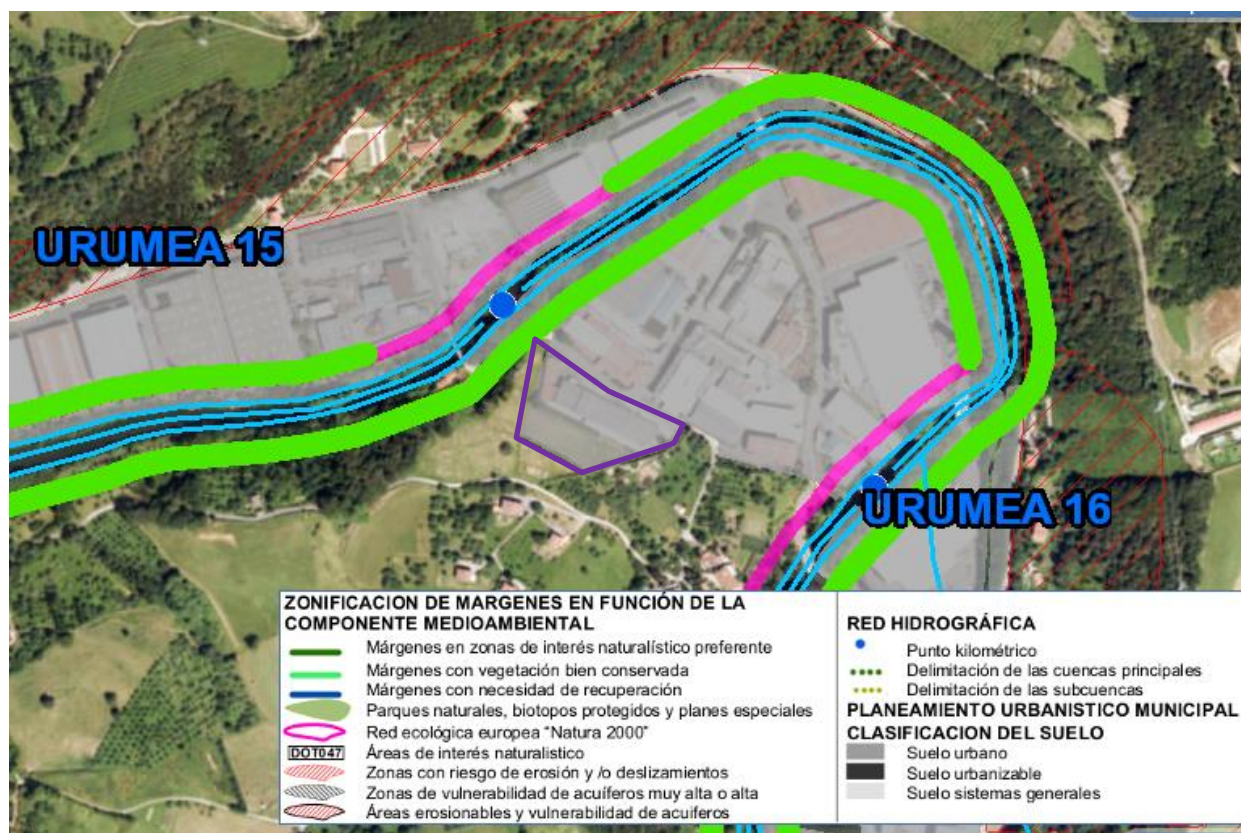 URUMEA 15
URUMEA 16
ZONIFICACION DE MARGENES EN FUNCIÓN DE LA
COMPONENTE MEDIOAMBIENTAL
Márgenes en zonas de interés naturalístico preferente
Márgenes con vegetación bien conservada
Márgenes con necesidad de recuperación
Parques naturales, biotopos protegidos y planes especiales
Red ecológica europea "Natura 2000"
DOT047 Áreas de interés naturalistico
Zonas con riesgo de erosión y /o deslizamientos
Zonas de vulnerabilidad de acuíferos muy alta o alta
Áreas erosionables y vulnerabilidad de acuiferos
RED HIDROGRÁFICA
Punto kilométrico
Delimitación de las cuencas principales
Delimitación de las subcuencas
PLANEAMIENTO URBANISTICO MUNICIPAL
CLASIFICACION DEL SUELO
Suelo urbano
Suelo urbanizable
Suelo sistemas generales